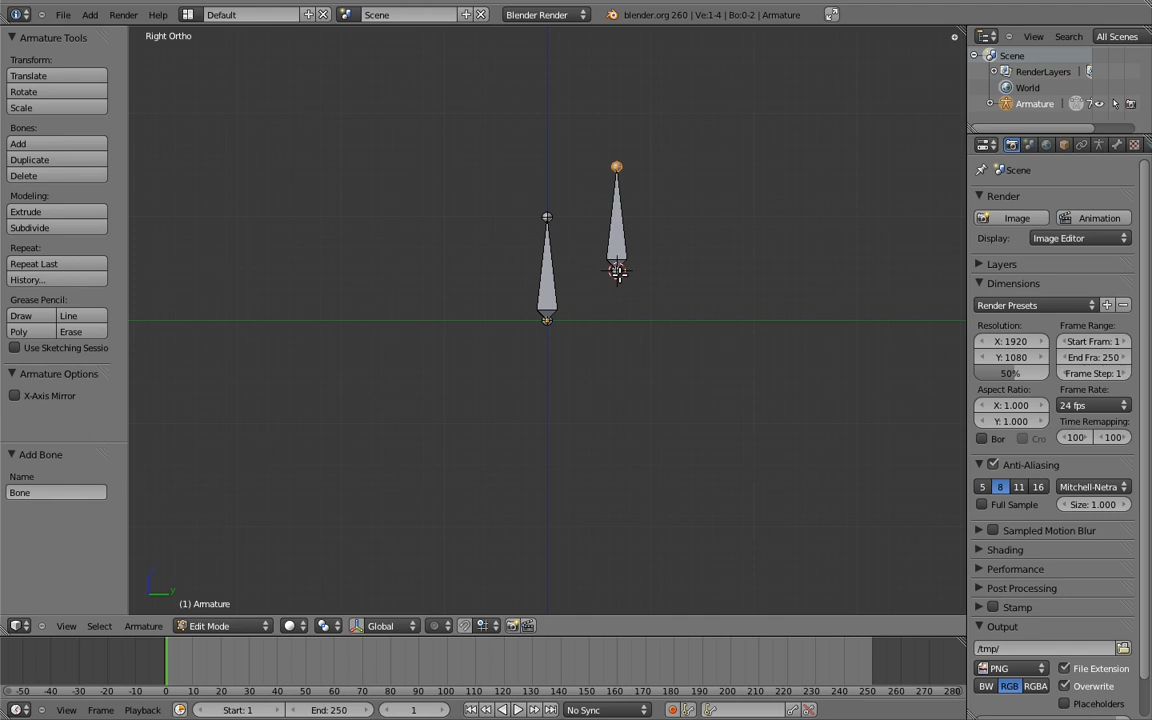 File Add Render Help Default Scene Blender Render blender.org 260 | Ve:1-4 | Bo:0-2 | Armature
Armature Tools
Transform:
Translate
Rotate
Scale
Bones:
Add
Duplicate
Delete
Modeling:
Extrude
Subdivide
Repeat:
Repeat Last
History...
Grease Pencil:
Draw Line
Poly Erase
Use Sketching Sessio
Armature Options
X-Axis Mirror
Add Bone
Name
Bone
Right Ortho
y
(1) Armature
View Select Armature Edit Mode Global
-50 -40 -30 -20 -10 0 10 20 30 40 50 60 70 80 90 100 110 120 130 140 150 160 170 180 190 200 210 220 230 240 250 260 270 280
View Frame Playback Start: 1 End: 250 1 No Sync
View Search All Scenes
Scene
RenderLayers |
World
Armature |
Scene
Render
Image Animation
Display: Image Editor
Layers
Dimensions
Render Presets
Resolution: Frame Range:
X: 1920 Start Fram: 1
Y: 1080 End Fra: 250
50% Frame Step: 1
Aspect Ratio: Frame Rate:
X: 1.000 24 fps
Y: 1.000 Time Remapping:
Bor Cro 100 100
Anti-Aliasing
5 8 11 16 Mitchell-Netra
Full Sample Size: 1.000
Sampled Motion Blur
Shading
Performance
Post Processing
Stamp
Output
/tmp/
PNG File Extension
BW RGB RGBA Overwrite
Placeholders